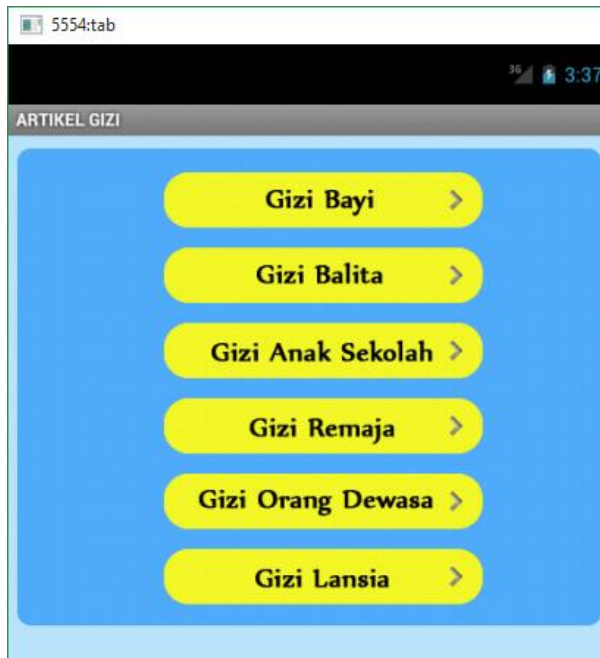 5554:tab
3G 3:37
ARTIKEL GIZI
Gizi Bayi
Gizi Balita
Gizi Anak Sekolah
Gizi Remaja
Gizi Orang Dewasa
Gizi Lansia